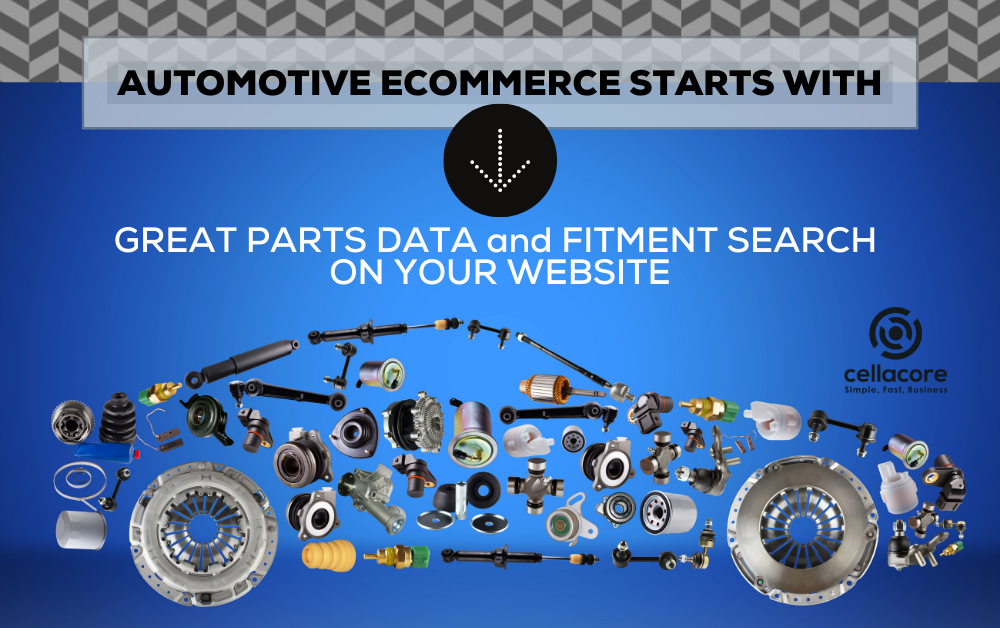 AUTOMOTIVE ECOMMERCE STARTS WITH
GREAT PARTS DATA and FITMENT SEARCH
ON YOUR WEBSITE
cellacore
Simple, Fast, Business